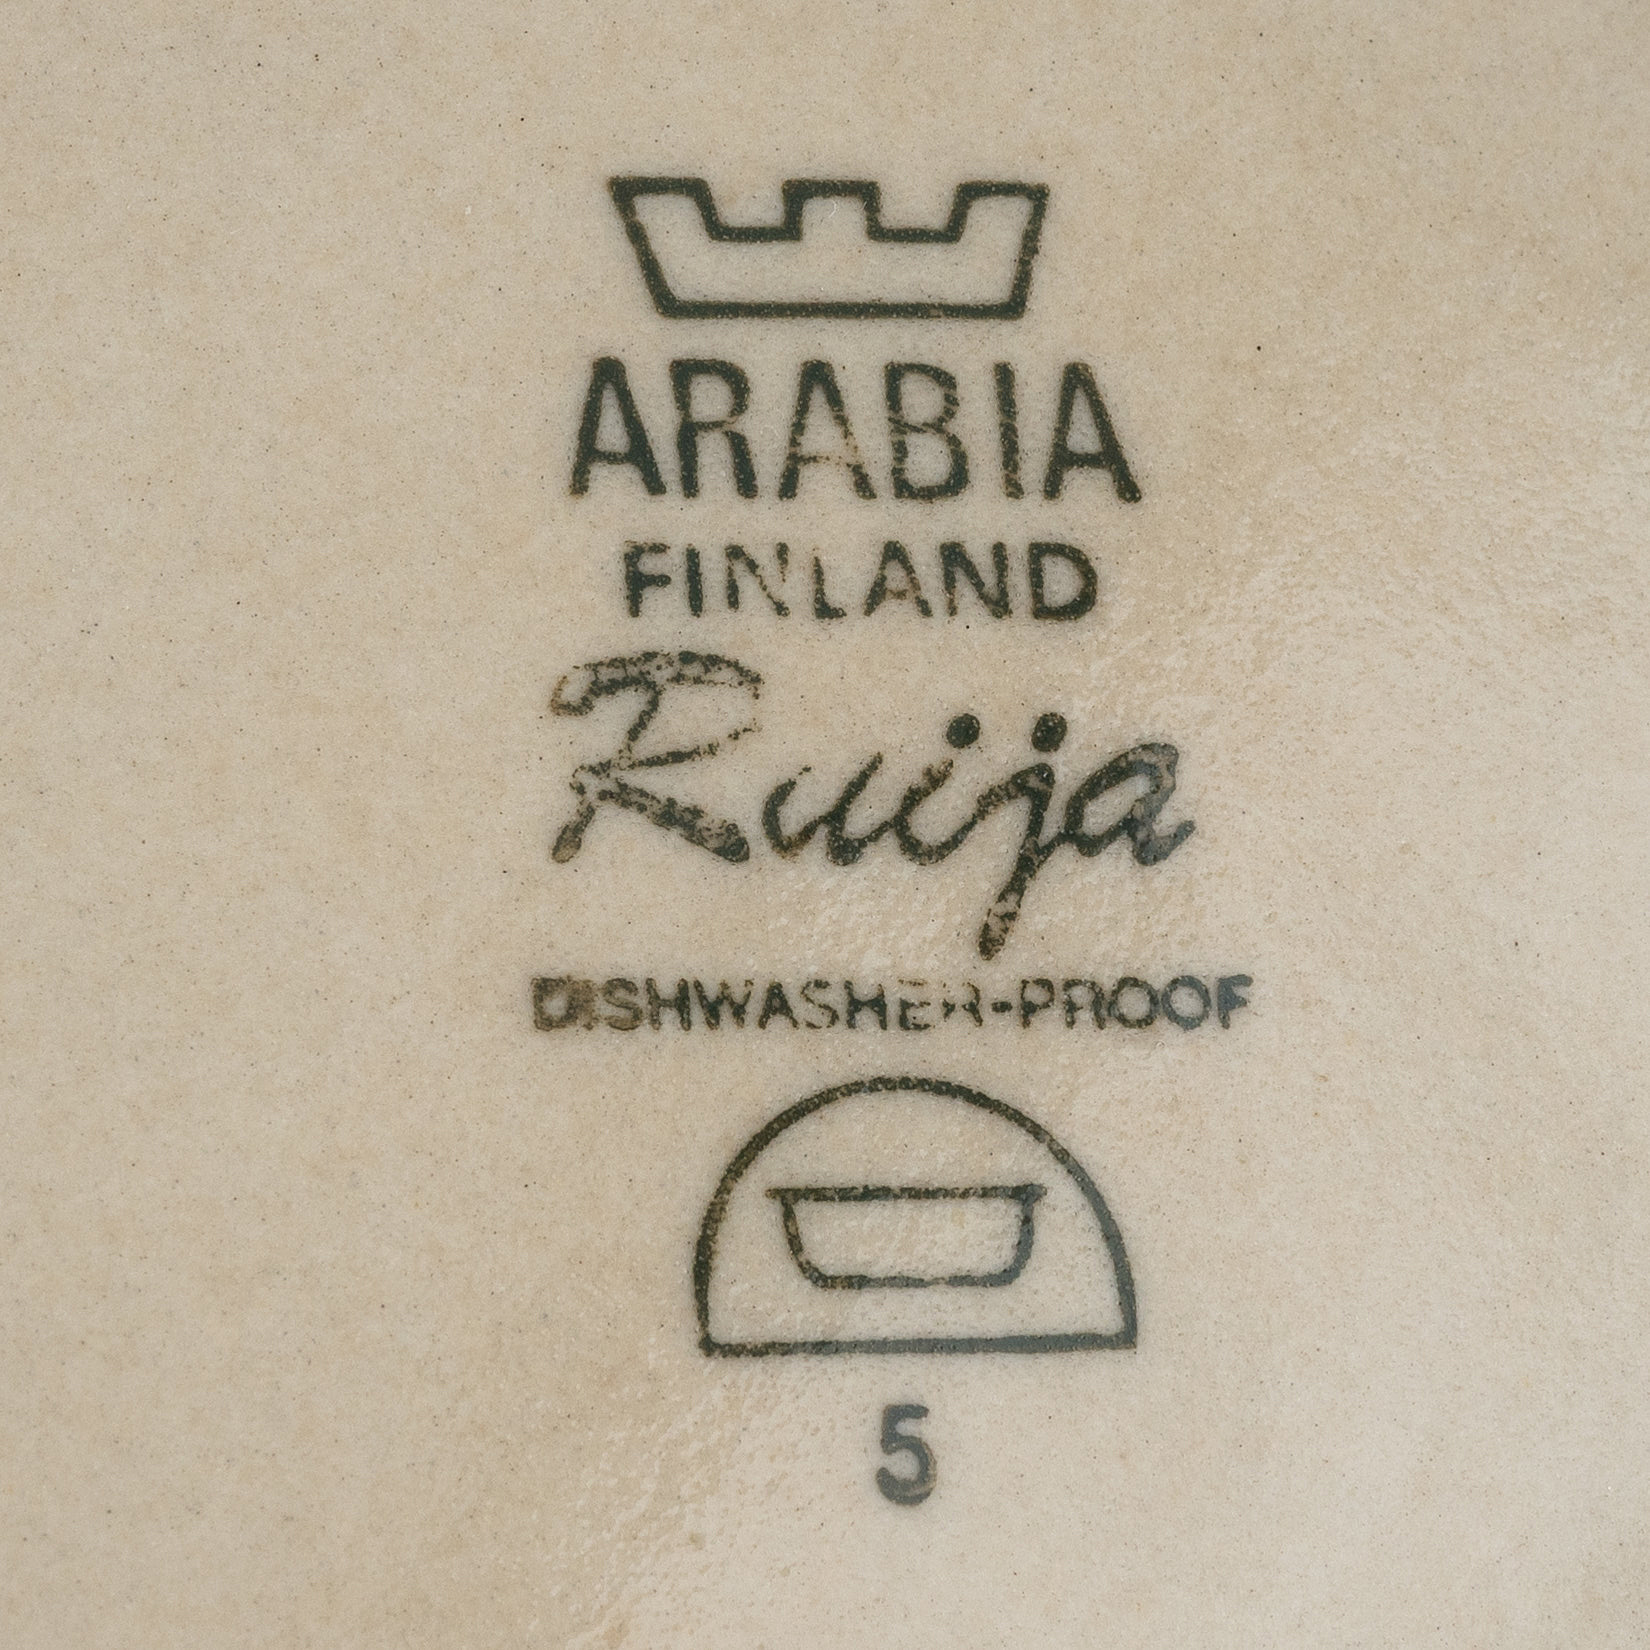 ARABIA
FINLAND
Ruija
DISHWASHER-PROOF
5